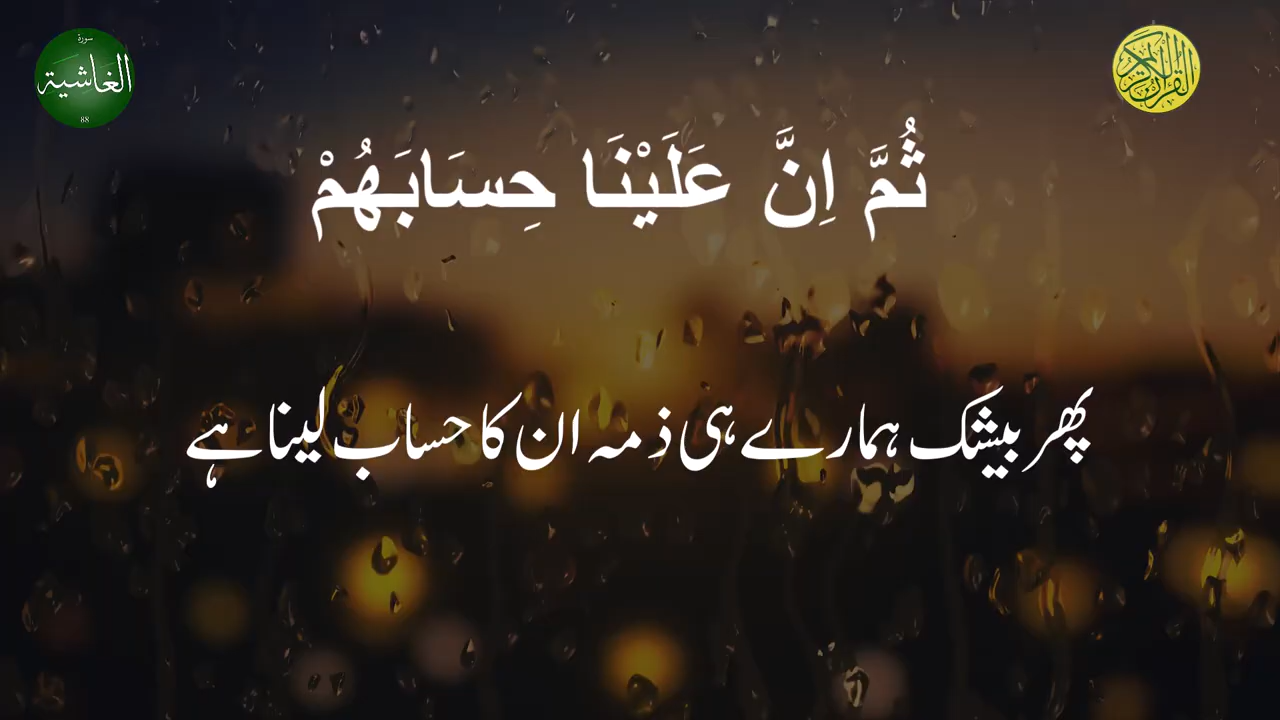 سورة
الغاشية
88
القرآن الكريم
ثُمَّ اِنَّ عَلَيْنَا حِسَابَهُمْ
پھر بیشک ہمارے ہی ذمہ ان کا حساب لینا ہے